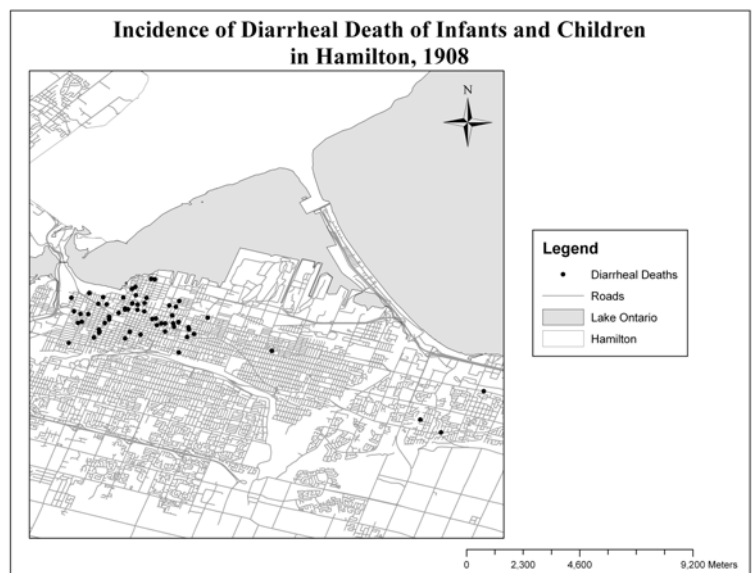 Incidence of Diarrheal Death of Infants and Children
in Hamilton, 1908
N
Legend
Diarrheal Deaths
Roads
Lake Ontario
Hamilton
0 2,300 4,600 9,200 Meters